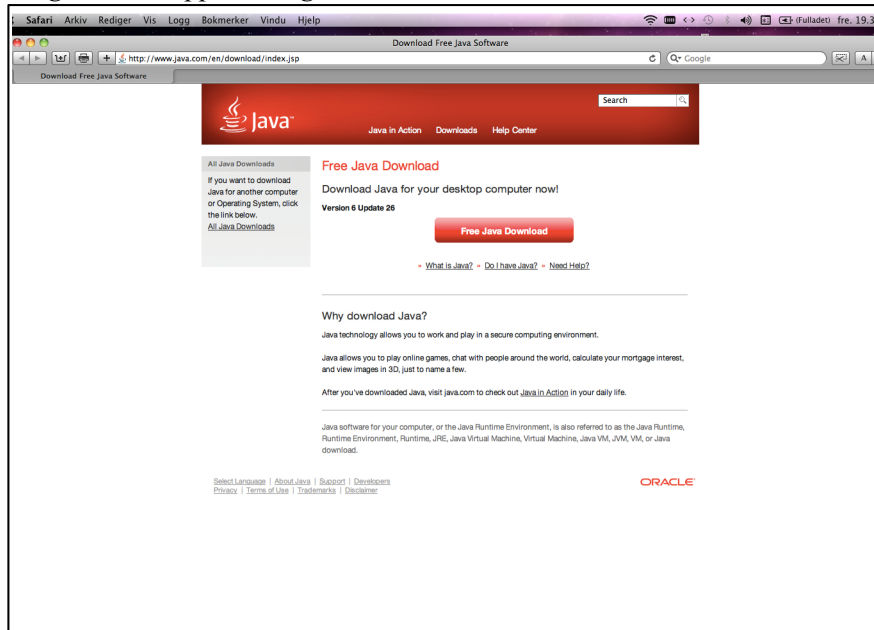 Safari Arkiv Rediger Vis Logg Bokmerker Vindu Hjelp (Fulladet) fre. 19.3
Download Free Java Software
http://www.java.com/en/download/index.jsp Google
Download Free Java Software
Search
Java™
Java in Action Downloads Help Center
All Java Downloads
If you want to download
Java for another computer
or Operating System, click
the link below.
All Java Downloads
Free Java Download
Download Java for your desktop computer now!
Version 6 Update 26
Free Java Download
» What is Java? » Do I have Java? » Need Help?
Why download Java?
Java technology allows you to work and play in a secure computing environment.
Java allows you to play online games, chat with people around the world, calculate your mortgage interest,
and view images in 3D, just to name a few.
After you've downloaded Java, visit java.com to check out Java in Action in your daily life.
Java software for your computer, or the Java Runtime Environment, is also referred to as the Java Runtime,
Runtime Environment, Runtime, JRE, Java Virtual Machine, Virtual Machine, Java VM, JVM, VM, or Java
download.
Select Language | About Java | Support | Developers
Privacy | Terms of Use | Trademarks | Disclaimer
ORACLE